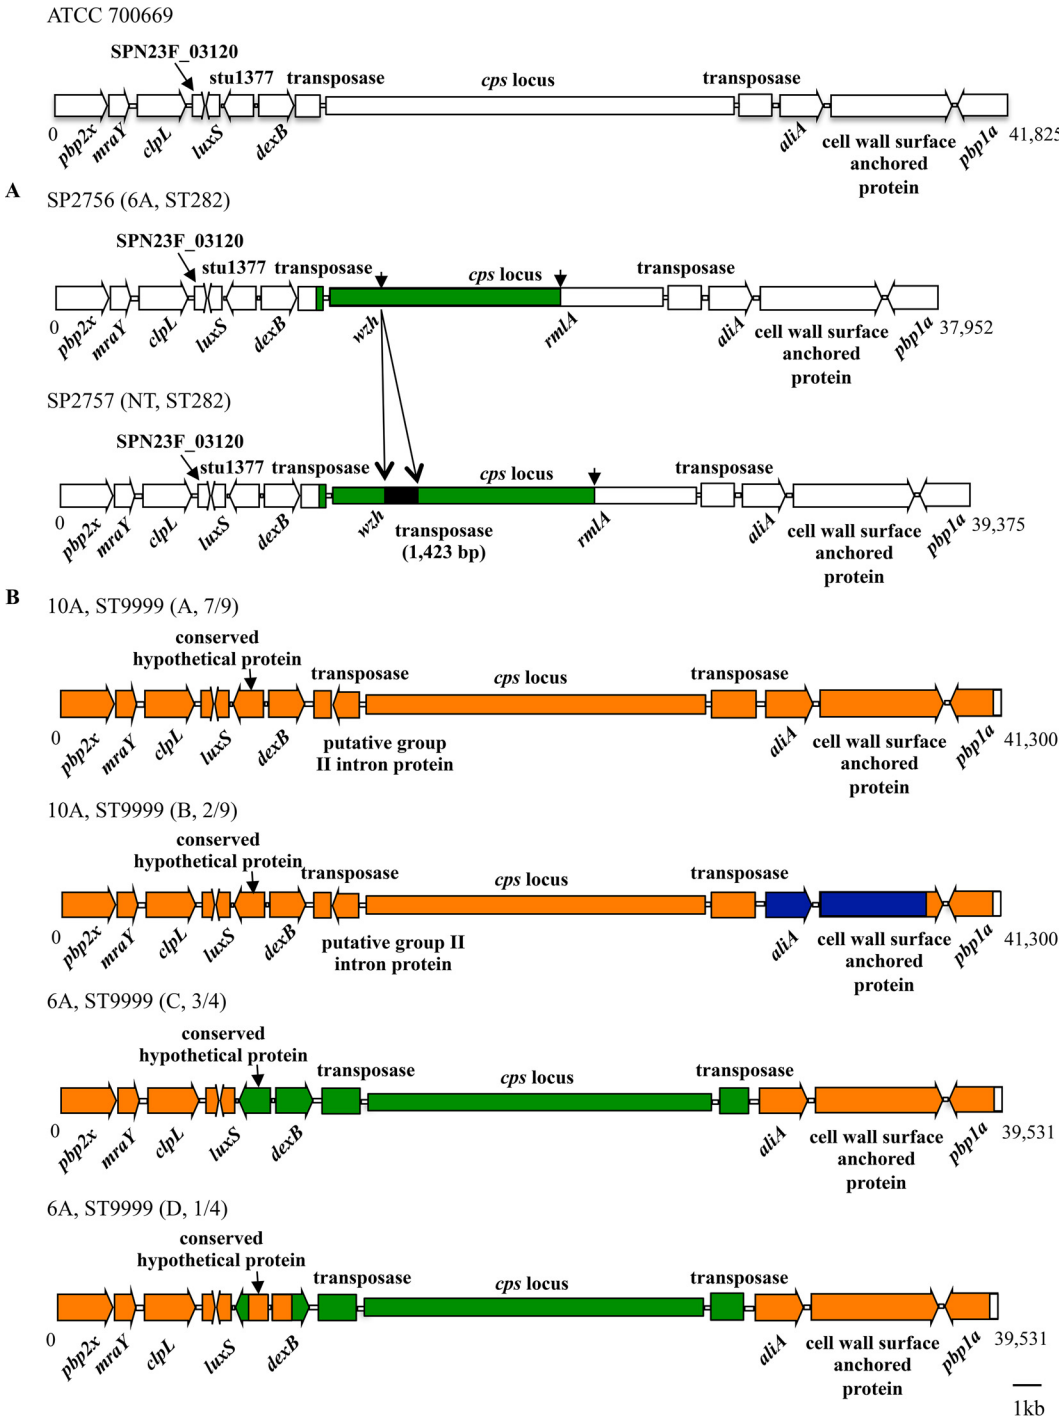 ATCC 700669
SPN23F_03120
stu1377 transposase cps locus transposase
0 pbp2x mraY clpL luxS dexB aliA cell wall surface pbp1a 41,825
anchored
protein
A SP2756 (6A, ST282)
SPN23F_03120
stu1377 transposase cps locus transposase
0 pbp2x mraY clpL luxS dexB wzh rmlA aliA cell wall surface pbp1a 37,952
anchored
protein
SP2757 (NT, ST282)
SPN23F_03120
stu1377 transposase cps locus transposase
0 pbp2x mraY clpL luxS dexB wzh transposase rmlA aliA cell wall surface pbp1a 39,375
(1,423 bp) anchored
protein
B 10A, ST9999 (A, 7/9)
conserved
hypothetical protein
transposase cps locus transposase
0 pbp2x mraY clpL luxS dexB putative group aliA cell wall surface pbp1a 41,300
II intron protein anchored
protein
10A, ST9999 (B, 2/9)
conserved
hypothetical protein
transposase cps locus transposase
0 pbp2x mraY clpL luxS dexB putative group II aliA cell wall surface pbp1a 41,300
intron protein anchored
protein
6A, ST9999 (C, 3/4)
conserved
hypothetical protein
transposase cps locus transposase
0 pbp2x mraY clpL luxS dexB aliA cell wall surface pbp1a 39,531
anchored
protein
6A, ST9999 (D, 1/4)
conserved
hypothetical protein
transposase cps locus transposase
0 pbp2x mraY clpL luxS dexB aliA cell wall surface pbp1a 39,531
anchored
protein
1kb